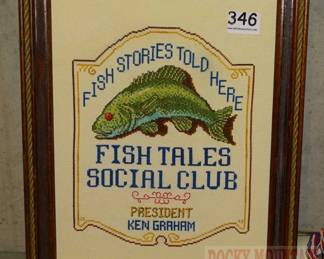 346
FISH STORIES TOLD HERE
FISH TALES
SOCIAL CLUB
PRESIDENT
KEN GRAHAM
ROCKY MOUNTAIN